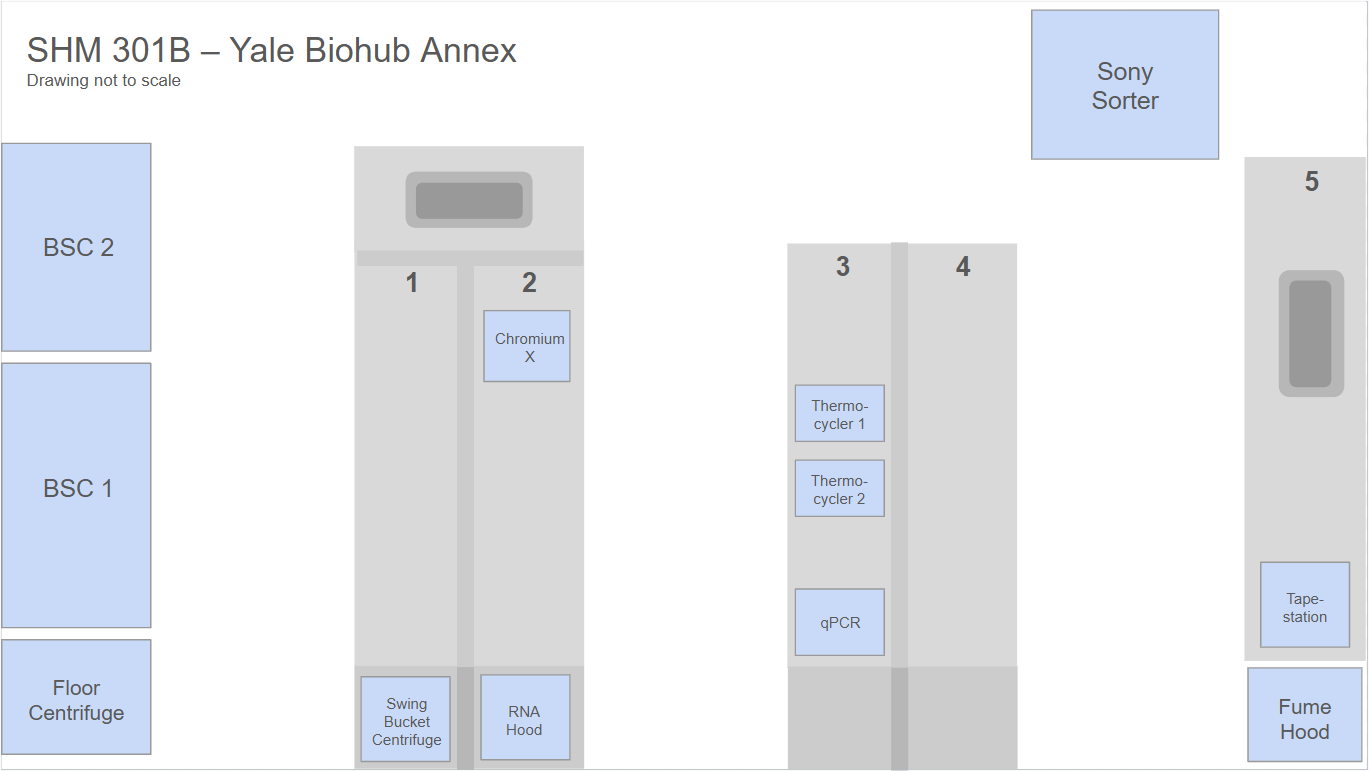 SHM 301B – Yale Biohub Annex
Drawing not to scale
Sony
Sorter
BSC 2
BSC 1
Floor
Centrifuge
1
2
Chromium
X
Swing
Bucket
Centrifuge
RNA
Hood
3
4
Thermo-
cycler 1
Thermo-
cycler 2
qPCR
5
Tape-
station
Fume
Hood